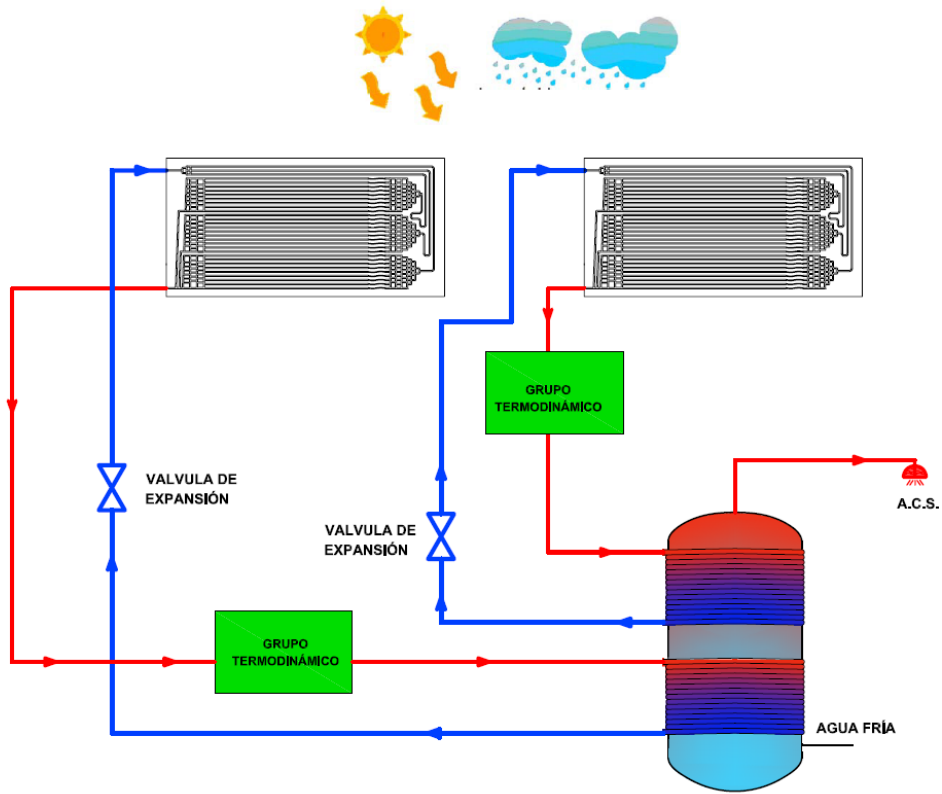 GRUPO
TERMODINÁMICO
VALVULA DE
EXPANSIÓN
A.C.S.
VALVULA DE
EXPANSIÓN
GRUPO
TERMODINÁMICO
AGUA FRÍA